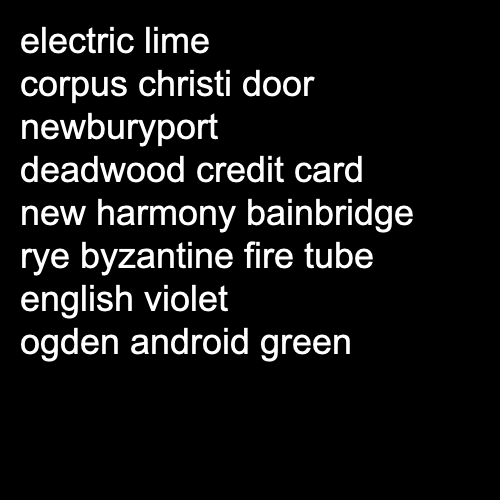 electric lime
corpus christi door
newburyport
deadwood credit card
new harmony bainbridge
rye byzantine fire tube
english violet
ogden android green